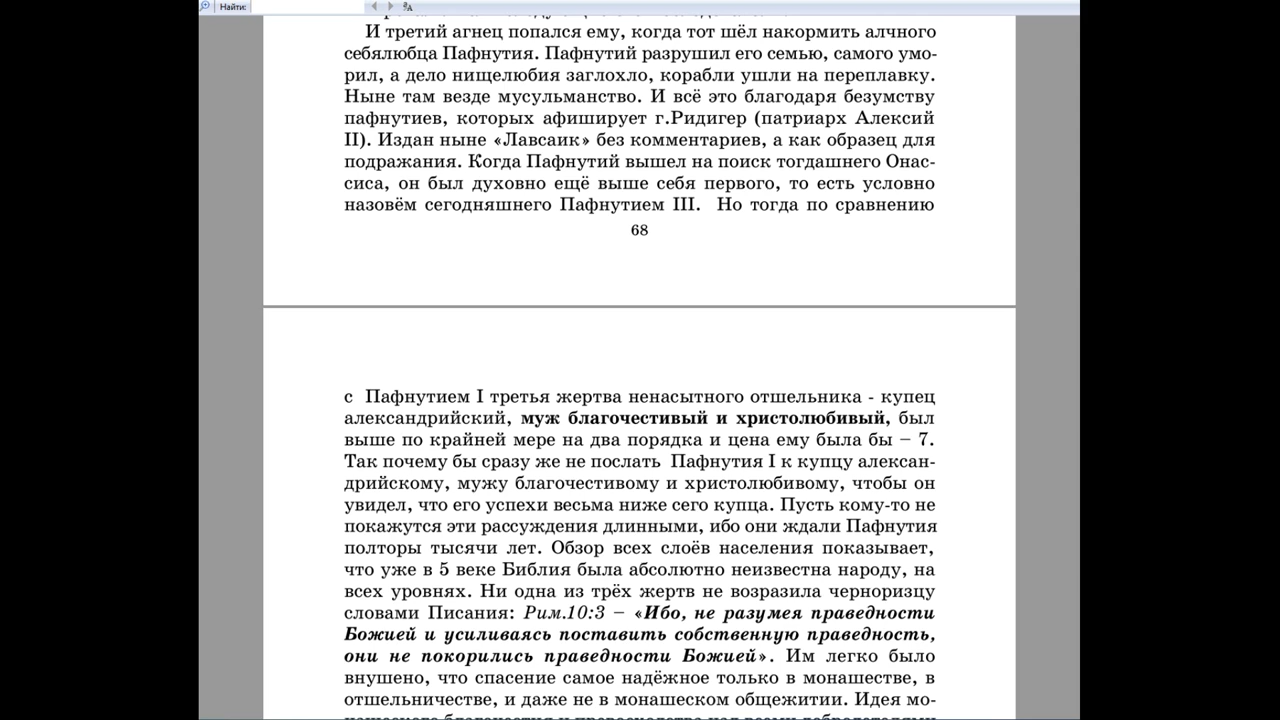 Найти:
И третий агнец попался ему, когда тот шёл накормить алчного
себялюбца Пафнутия. Пафнутий разрушил его семью, самого умо-
рил, а дело нищелюбия заглохло, корабли ушли на переплавку.
Ныне там везде мусульманство. И всё это благодаря безумству
пафнутиев, которых афиширует г.Ридигер (патриарх Алексий
II). Издан ныне «Лавсаик» без комментариев, а как образец для
подражания. Когда Пафнутий вышел на поиск тогдашнего Онас-
сиса, он был духовно ещё выше себя первого, то есть условно
назовём сегодняшнего Пафнутием III. Но тогда по сравнению
68
с Пафнутием I третья жертва ненасытного отшельника - купец
александрийский, муж благочестивый и христолюбивый, был
выше по крайней мере на два порядка и цена ему была бы – 7.
Так почему бы сразу же не послать Пафнутия I к купцу алексан-
дрийскому, мужу благочестивому и христолюбивому, чтобы он
увидел, что его успехи весьма ниже сего купца. Пусть кому-то не
покажутся эти рассуждения длинными, ибо они ждали Пафнутия
полторы тысячи лет. Обзор всех слоёв населения показывает,
что уже в 5 веке Библия была абсолютно неизвестна народу, на
всех уровнях. Ни одна из трёх жертв не возразила черноризцу
словами Писания: Рим.10:3 – «Ибо, не разумея праведности
Божией и усиливаясь поставить собственную праведность,
они не покорились праведности Божией». Им легко было
внушено, что спасение самое надёжное только в монашестве, в
отшельничестве, и даже не в монашеском общежитии. Идея мо-